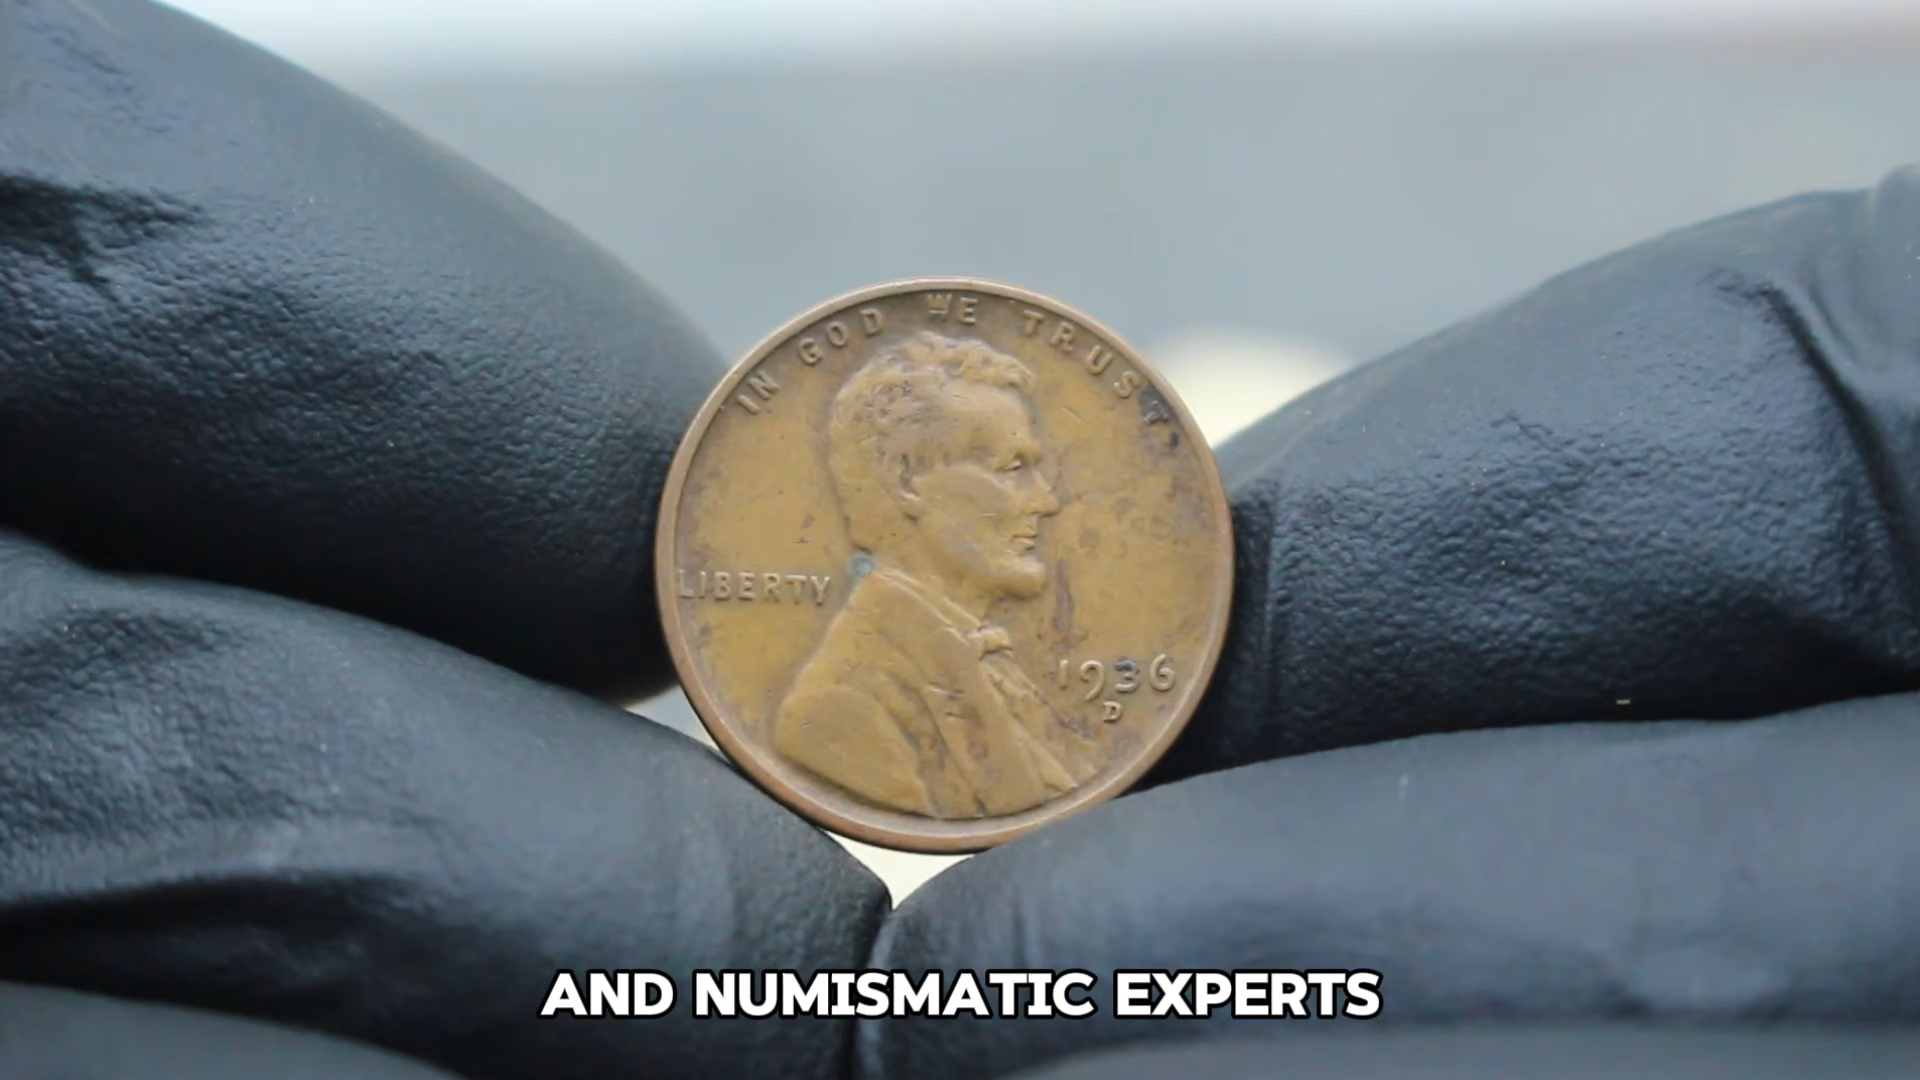 IN GOD WE TRUST
LIBERTY
1936
D
AND NUMISMATIC EXPERTS